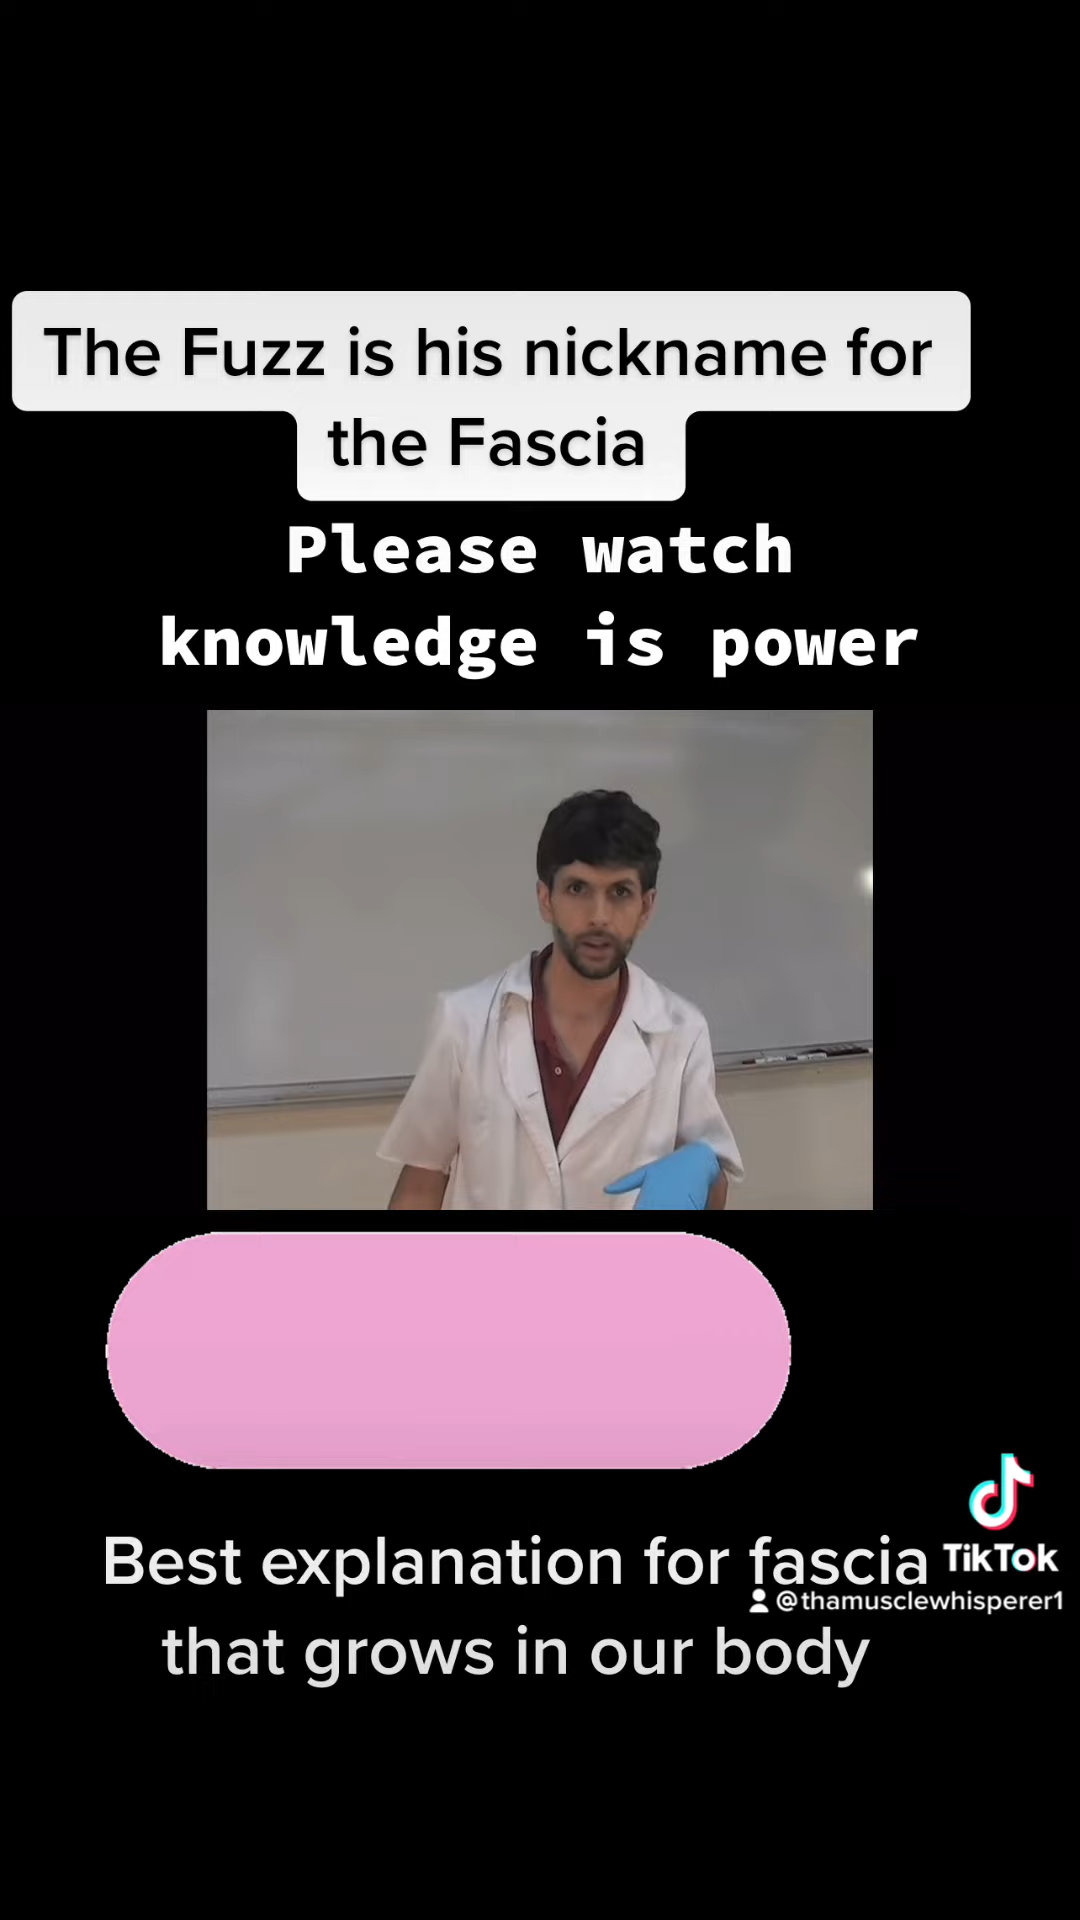 The Fuzz is his nickname for
the Fascia
Please watch
knowledge is power
Best explanation for fascia
that grows in our body
TikTok
@thamusclewhisperer1